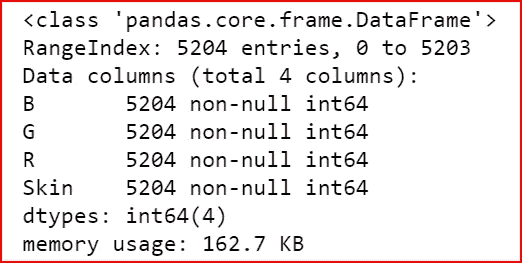 <class 'pandas.core.frame.DataFrame'>
RangeIndex: 5204 entries, 0 to 5203
Data columns (total 4 columns):
B       5204 non-null int64
G       5204 non-null int64
R       5204 non-null int64
Skin    5204 non-null int64
dtypes: int64(4)
memory usage: 162.7 KB